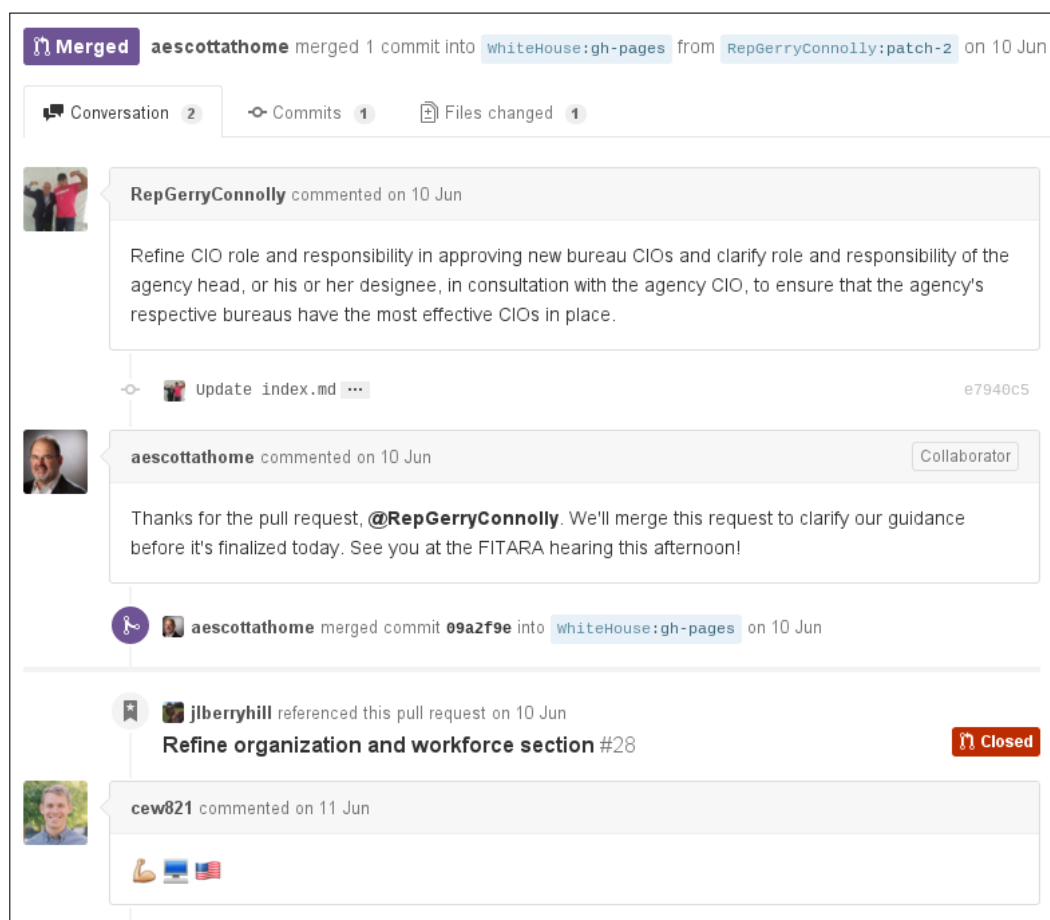 Merged aescottathome merged 1 commit into WhiteHouse:gh-pages from RepGerryConnolly:patch-2 on 10 Jun
Conversation 2 Commits 1 Files changed 1
RepGerryConnolly commented on 10 Jun
Refine CIO role and responsibility in approving new bureau CIOs and clarify role and responsibility of the
agency head, or his or her designee, in consultation with the agency CIO, to ensure that the agency's
respective bureaus have the most effective CIOs in place.
Update index.md ··· e7940c5
aescottathome commented on 10 Jun Collaborator
Thanks for the pull request, @RepGerryConnolly. We'll merge this request to clarify our guidance
before it's finalized today. See you at the FITARA hearing this afternoon!
aescottathome merged commit 09a2f9e into WhiteHouse:gh-pages on 10 Jun
jlberryhill referenced this pull request on 10 Jun
Refine organization and workforce section #28 Closed
cew821 commented on 11 Jun
💪🖥️🇺🇸